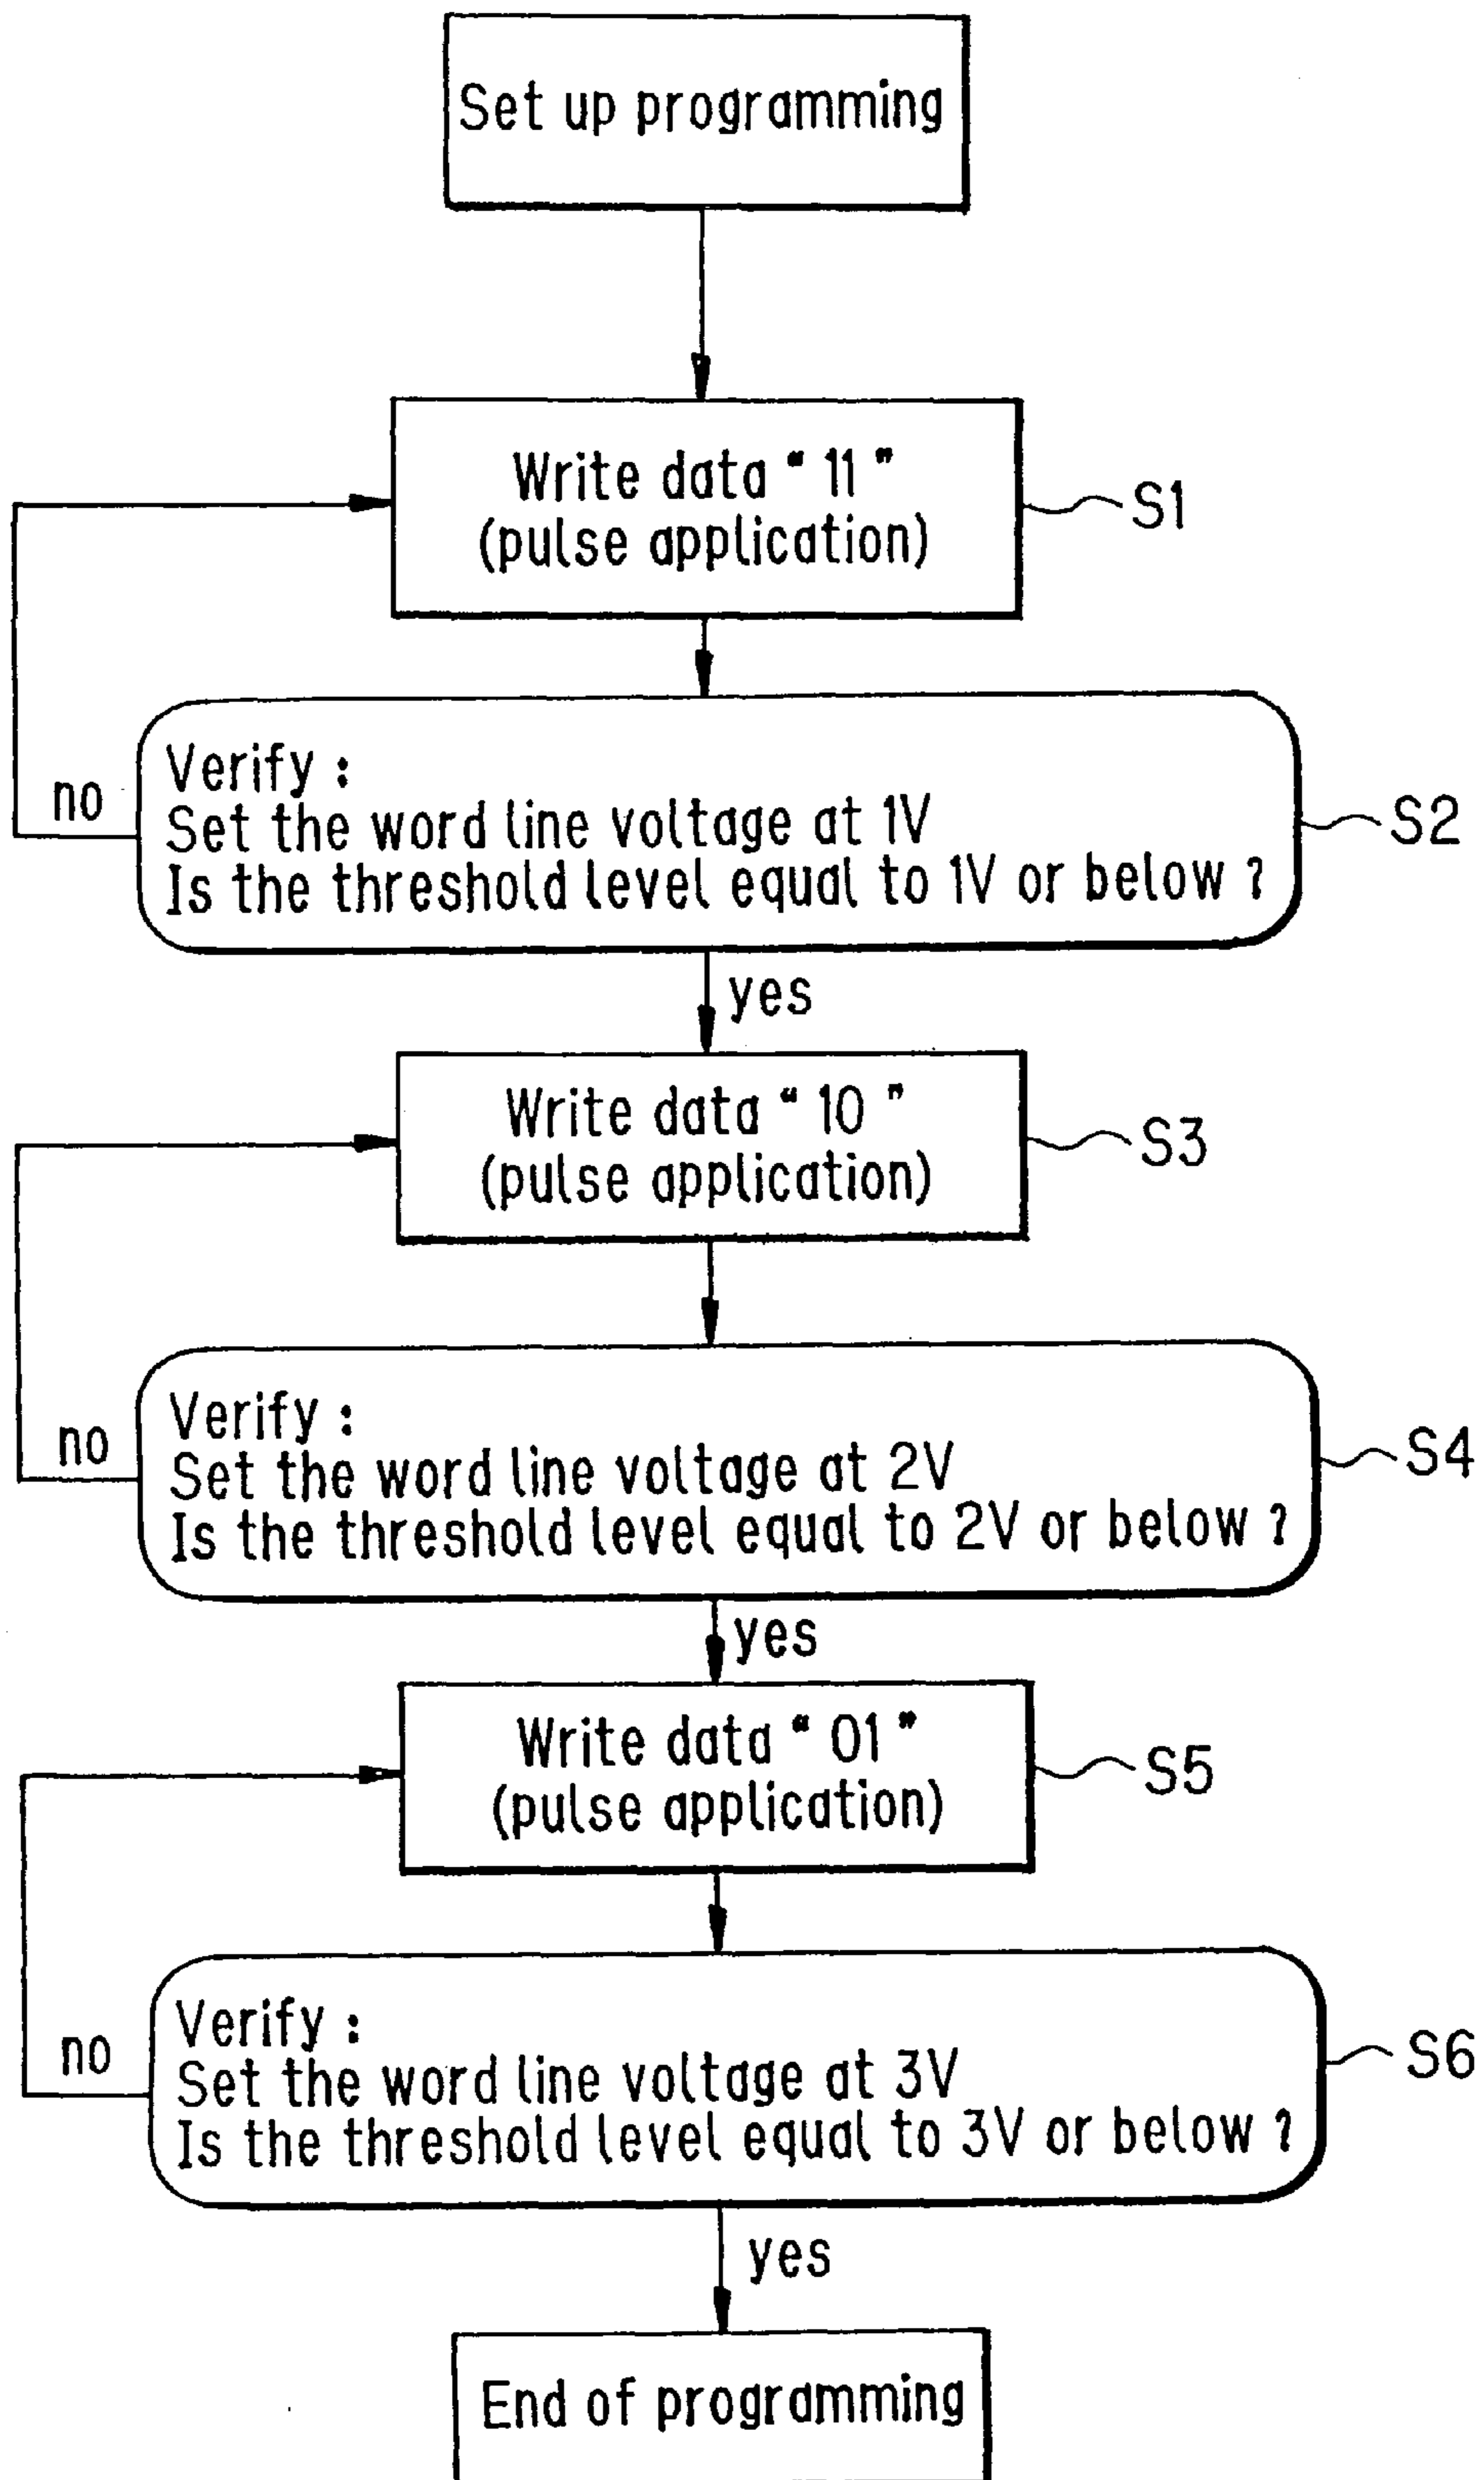 Set up programming
Write data “ 11 ”
(pulse application)
S1
Verify :
Set the word line voltage at 1V
Is the threshold level equal to 1V or below ?
S2
no
yes
Write data “ 10 ”
(pulse application)
S3
Verify :
Set the word line voltage at 2V
Is the threshold level equal to 2V or below ?
S4
no
yes
Write data “ 01 ”
(pulse application)
S5
Verify :
Set the word line voltage at 3V
Is the threshold level equal to 3V or below ?
S6
no
yes
End of programming